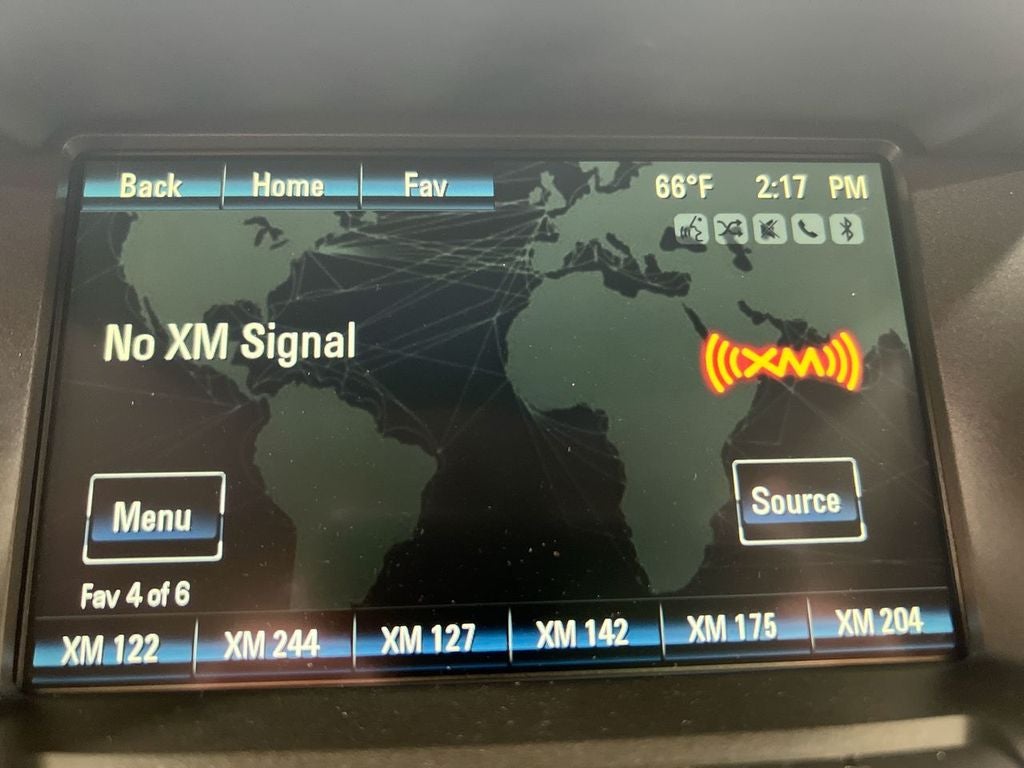 Back Home Fav 66°F 2:17 PM
No XM Signal
((XM))
Menu Source
Fav 4 of 6
XM 122 XM 244 XM 127 XM 142 XM 175 XM 204